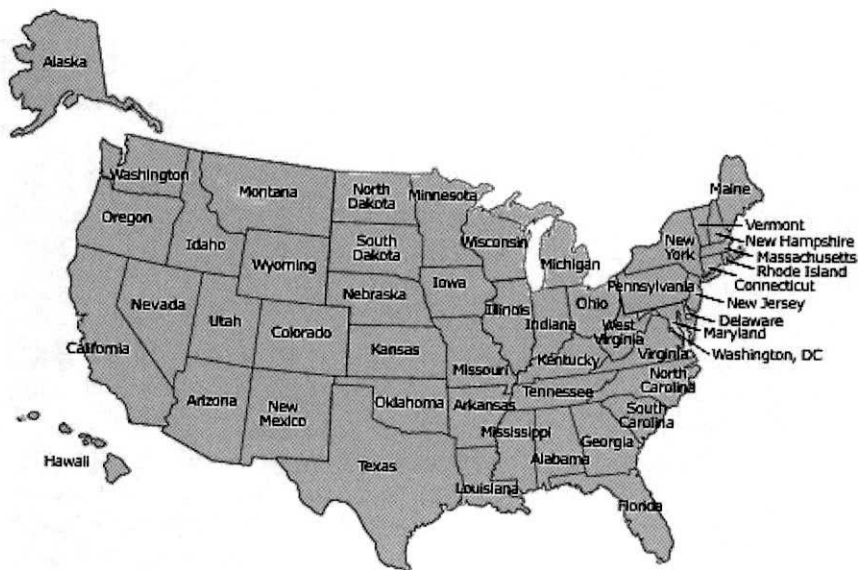 Alaska
Washington
Montana
North
Dakota
Minnesota
Maine
Oregon
Idaho
Wyoming
South
Dakota
Wisconsin
Michigan
New
York
Vermont
New Hampshire
Massachusetts
Rhode Island
Connecticut
Nevada
Utah
Colorado
Nebraska
Iowa
Illinois
Indiana
Ohio
Pennsylvania
New Jersey
Delaware
Maryland
Washington, DC
California
Kansas
Missouri
Kentucky
West
Virginia
Virginia
Arizona
New
Mexico
Oklahoma
Arkansas
Tennessee
North
Carolina
South
Carolina
Hawaii
Texas
Louisiana
Mississippi
Alabama
Georgia
Florida